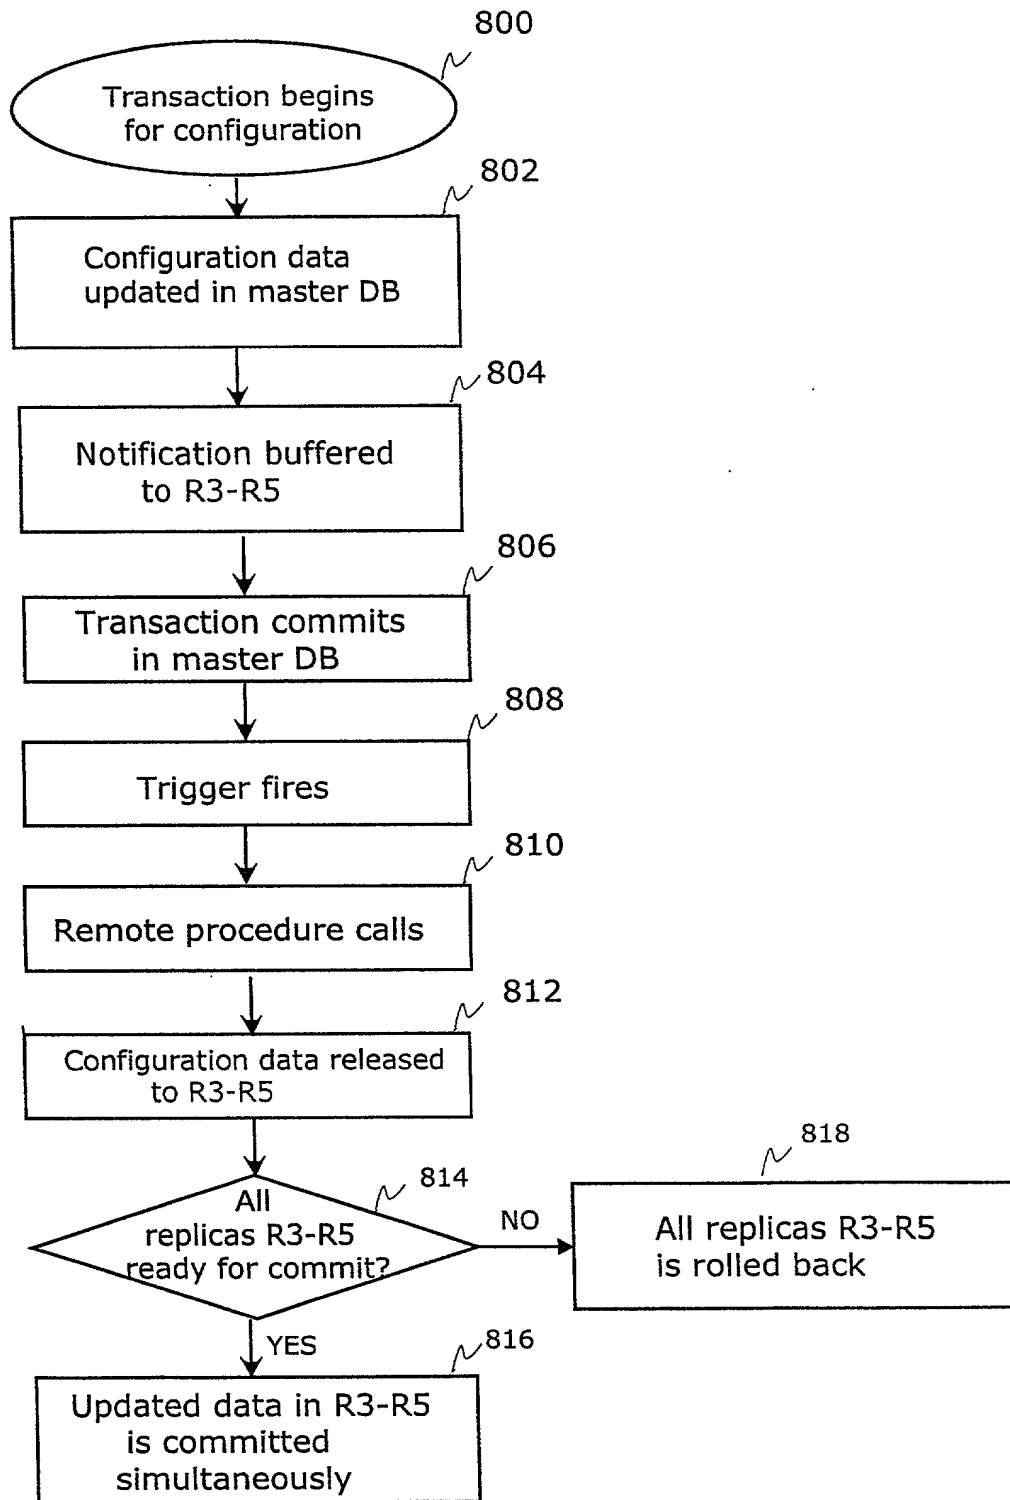 800
Transaction begins
for configuration
802
Configuration data
updated in master DB
804
Notification buffered
to R3-R5
806
Transaction commits
in master DB
808
Trigger fires
810
Remote procedure calls
812
Configuration data released
to R3-R5
814
All
replicas R3-R5
ready for commit?
NO
818
All replicas R3-R5
is rolled back
YES
816
Updated data in R3-R5
is committed
simultaneously